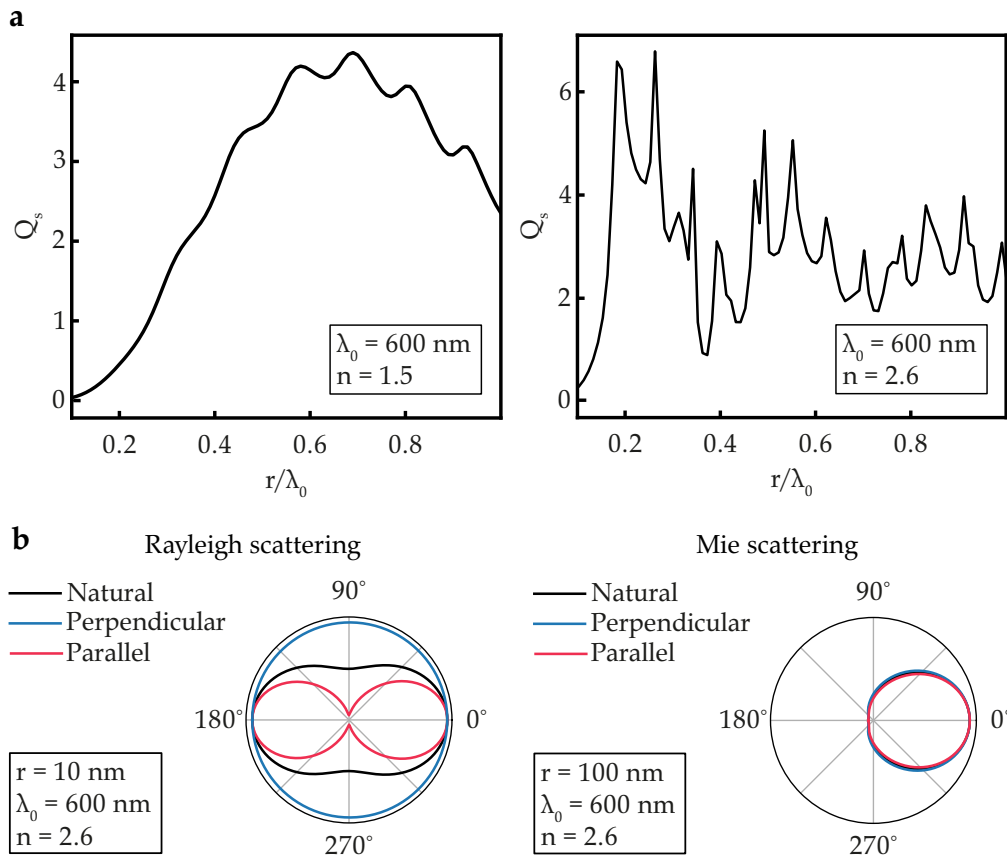 a
4
3
2
1
0
Qₛ
λ₀ = 600 nm
n = 1.5
0.2 0.4 0.6 0.8
r/λ₀
6
4
2
0
Qₛ
λ₀ = 600 nm
n = 2.6
0.2 0.4 0.6 0.8
r/λ₀
b
Rayleigh scattering
Natural
Perpendicular
Parallel
90°
180°
0°
270°
r = 10 nm
λ₀ = 600 nm
n = 2.6
Mie scattering
Natural
Perpendicular
Parallel
90°
180°
0°
270°
r = 100 nm
λ₀ = 600 nm
n = 2.6